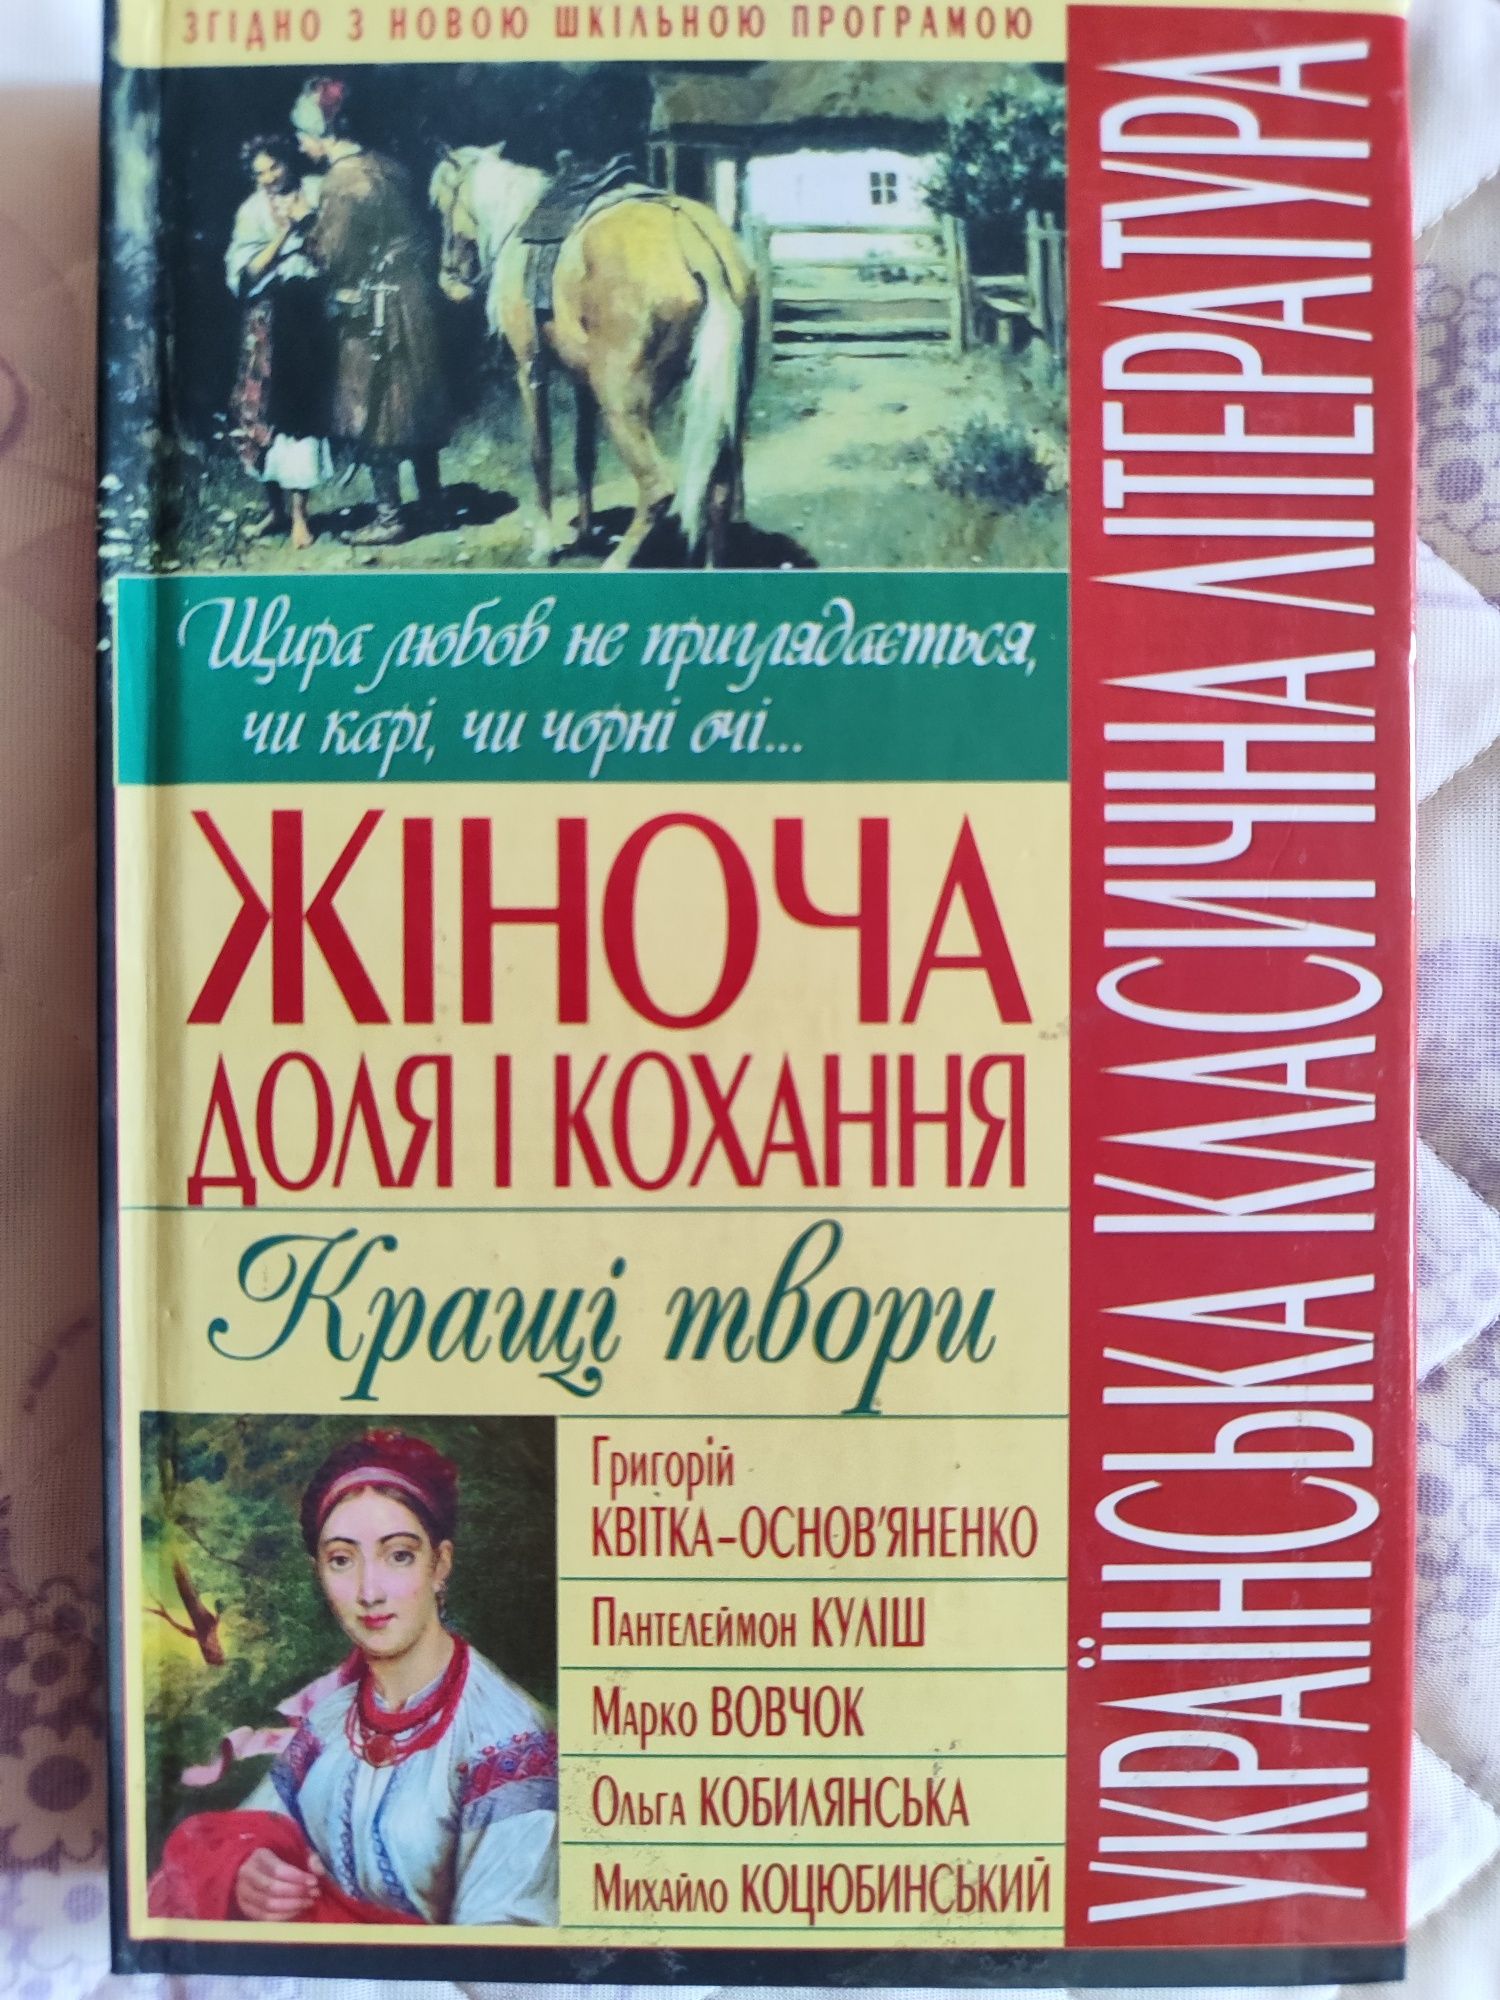 ЗГІДНО З НОВОЮ ШКІЛЬНОЮ ПРОГРАМОЮ
Щира любов не приглядається,
чи карі, чи чорні очі...
ЖІНОЧА
ДОЛЯ І КОХАННЯ
Кращі твори
Григорій
КВІТКА-ОСНОВ'ЯНЕНКО
Пантелеймон КУЛІШ
Марко ВОВЧОК
Ольга КОБИЛЯНСЬКА
Михайло КОЦЮБИНСЬКИЙ
УКРАЇНСЬКА КЛАСИЧНА ЛІТЕРАТУРА